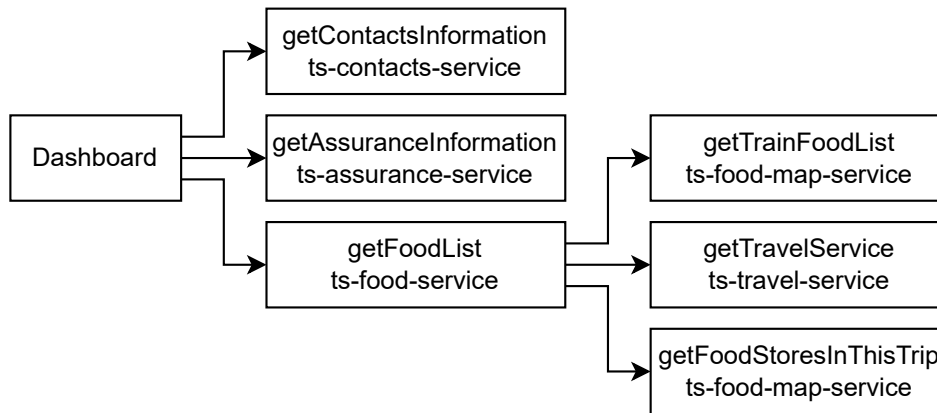 getContactsInformation
ts-contacts-service
Dashboard
getAssuranceInformation
ts-assurance-service
getTrainFoodList
ts-food-map-service
getFoodList
ts-food-service
getTravelService
ts-travel-service
getFoodStoresInThisTrip
ts-food-map-service